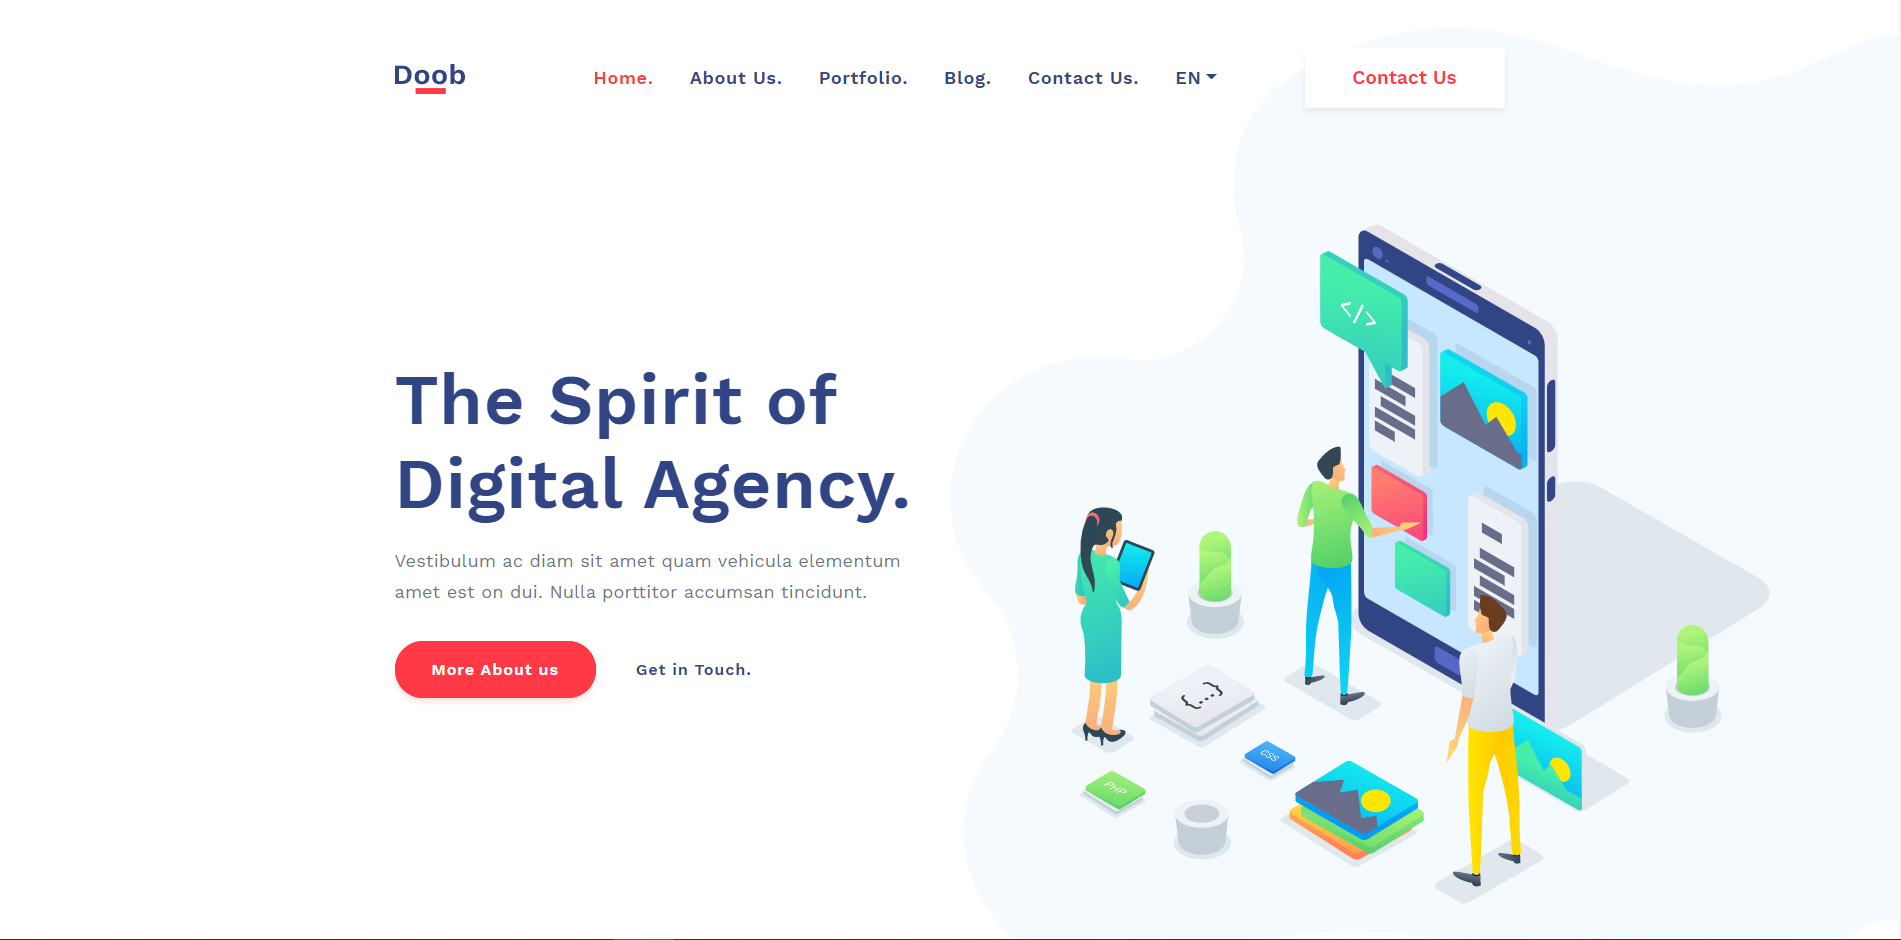 Doob
Home. About Us. Portfolio. Blog. Contact Us. EN
Contact Us
</>
The Spirit of
Digital Agency.
Vestibulum ac diam sit amet quam vehicula elementum
amet est on dui. Nulla porttitor accumsan tincidunt.
More About us Get in Touch.
{...}
CSS
PHP